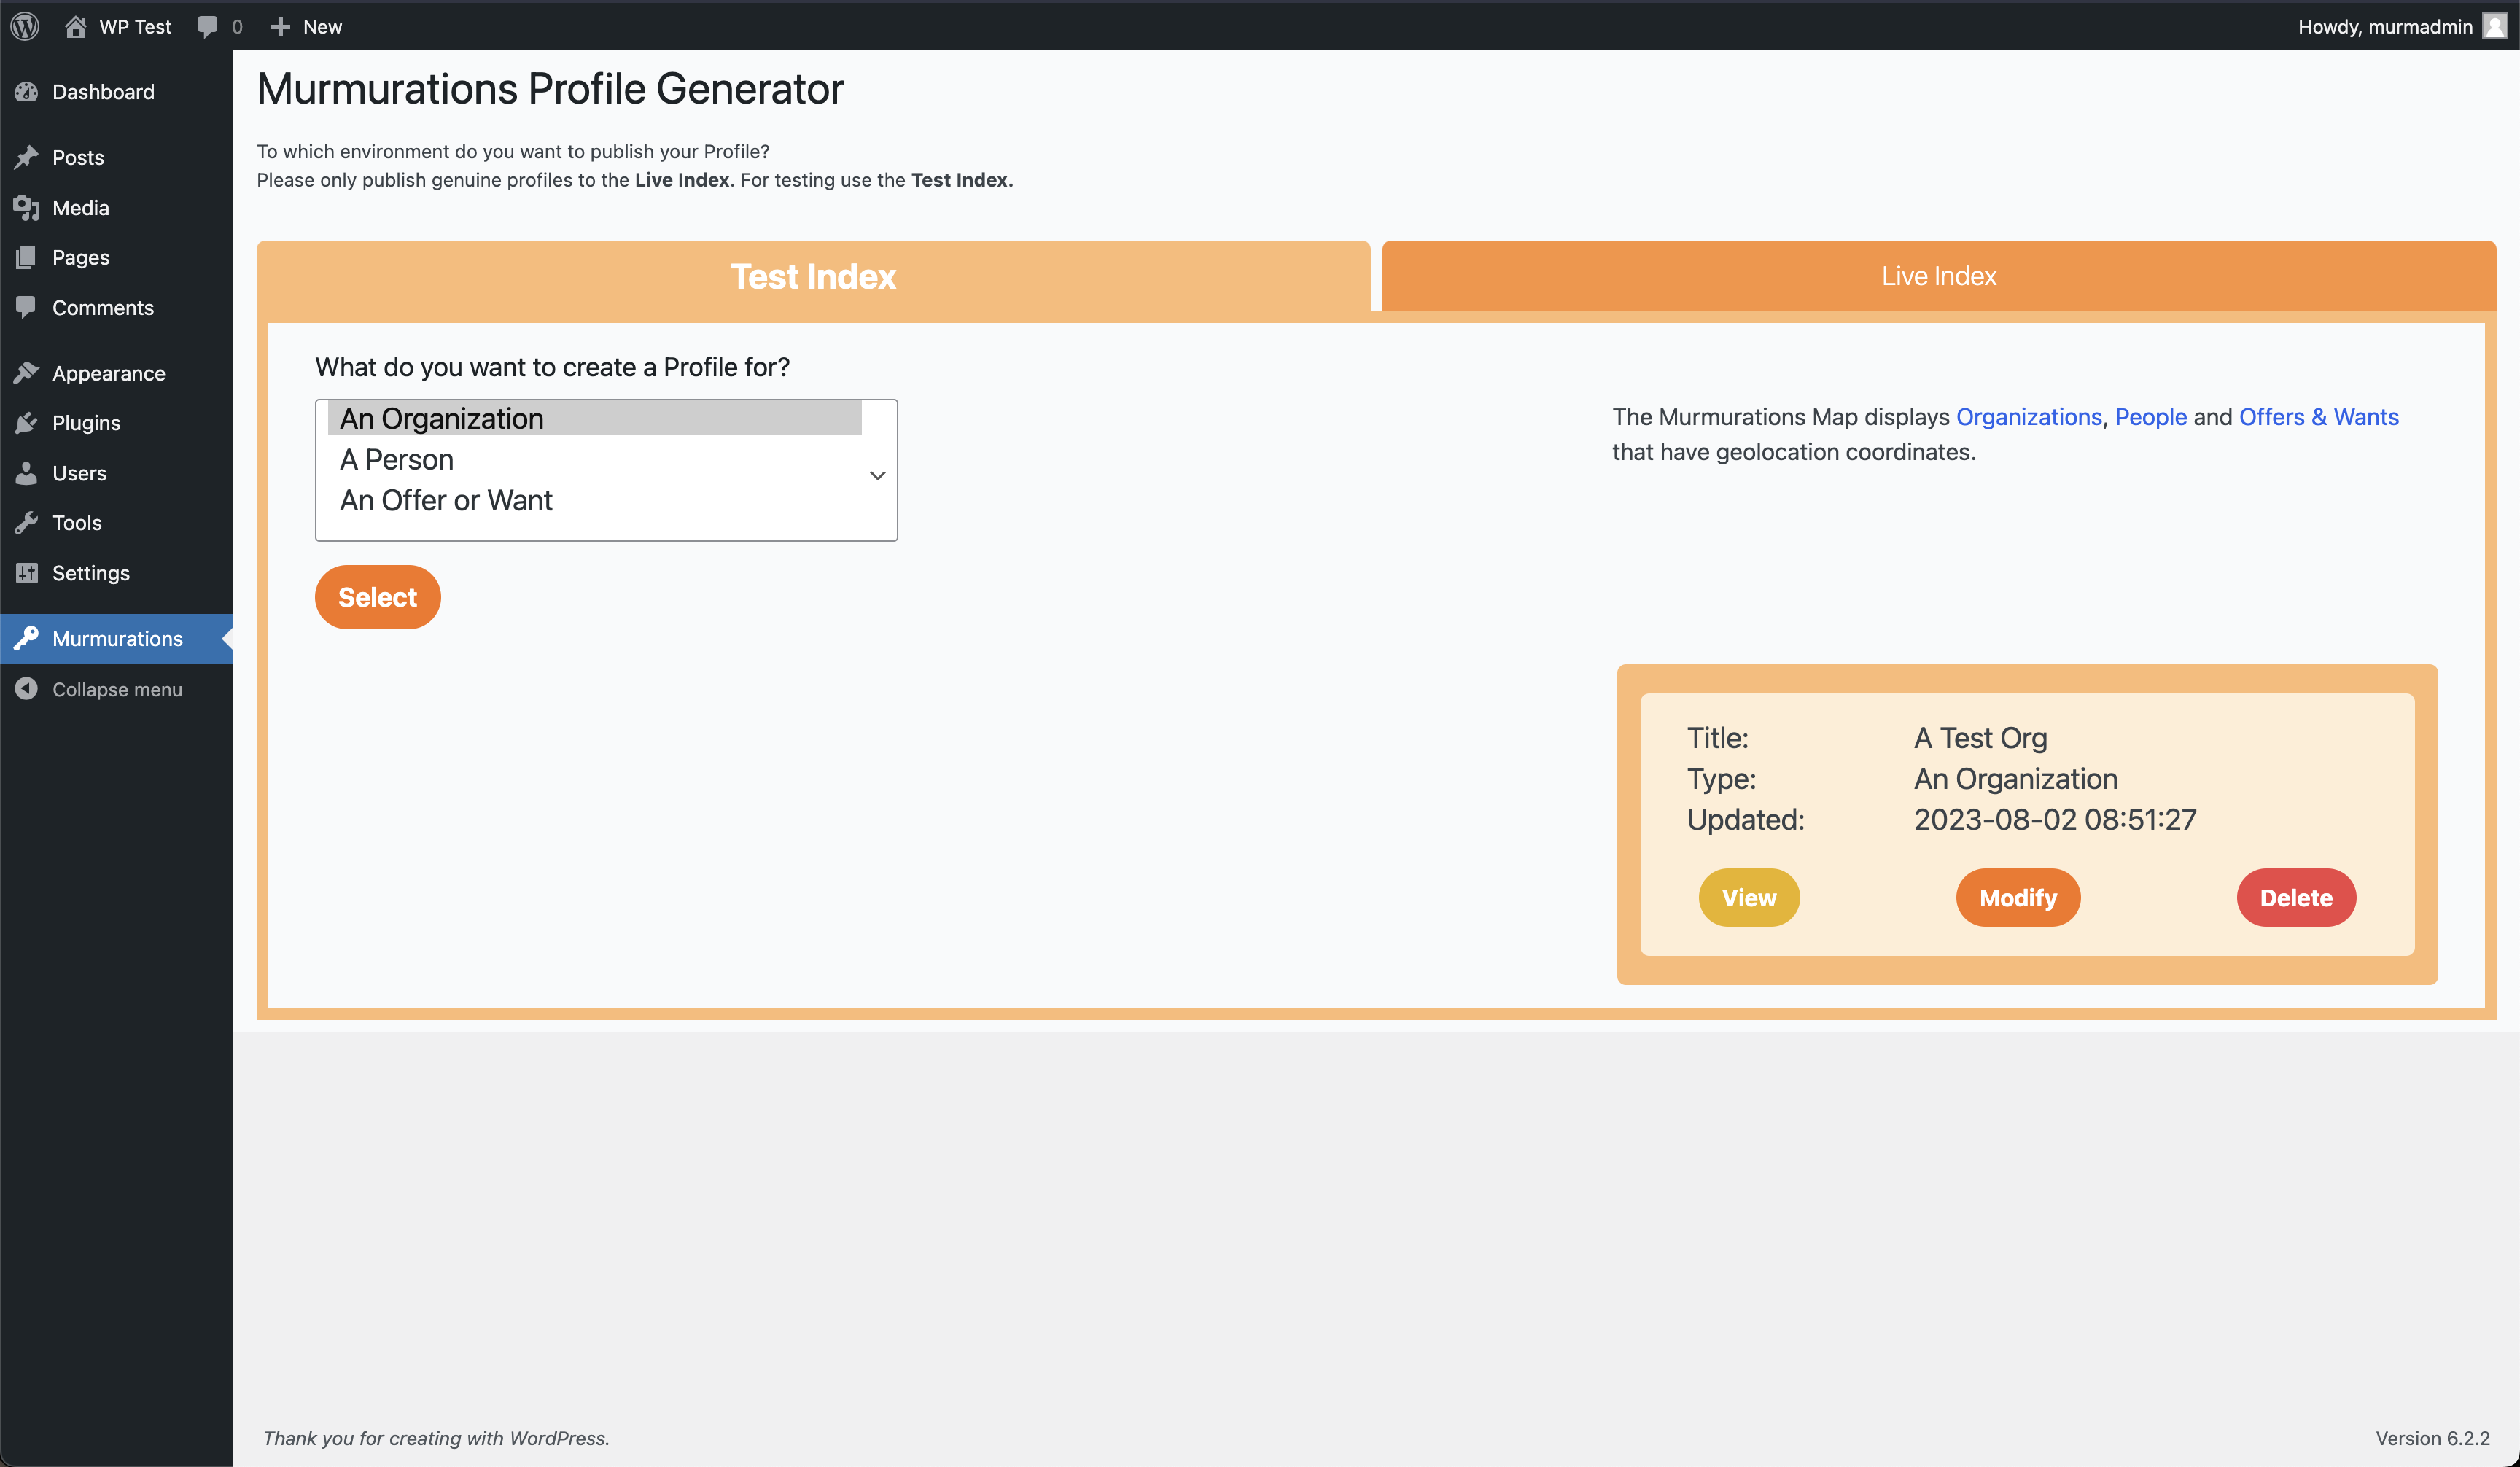 WP Test
0
New
Howdy, murmadmin
Dashboard
Posts
Media
Pages
Comments
Appearance
Plugins
Users
Tools
Settings
Murmurations
Collapse menu
Murmurations Profile Generator
To which environment do you want to publish your Profile?
Please only publish genuine profiles to the Live Index. For testing use the Test Index.
Test Index
Live Index
What do you want to create a Profile for?
An Organization
A Person
An Offer or Want
Select
The Murmurations Map displays Organizations, People and Offers & Wants
that have geolocation coordinates.
Title: A Test Org
Type: An Organization
Updated: 2023-08-02 08:51:27
View
Modify
Delete
Thank you for creating with WordPress.
Version 6.2.2